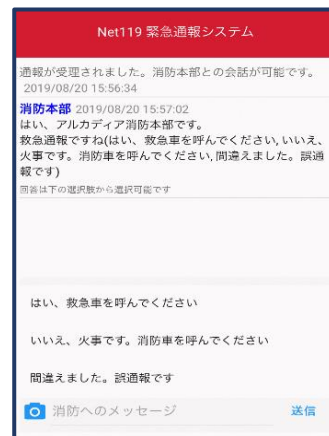 Net119 緊急通報システム
通報が受理されました。消防本部との会話が可能です。
2019/08/20 15:56:34
消防本部 2019/08/20 15:57:02
はい、アルカディア消防本部です。
救急通報ですね(はい、救急車を呼んでください,いいえ、
火事です。消防車を呼んでください,間違えました。誤通
報です)
回答は下の選択肢から選択可能です
はい、救急車を呼んでください
いいえ、火事です。消防車を呼んでください
間違えました。誤通報です
消防へのメッセージ 送信